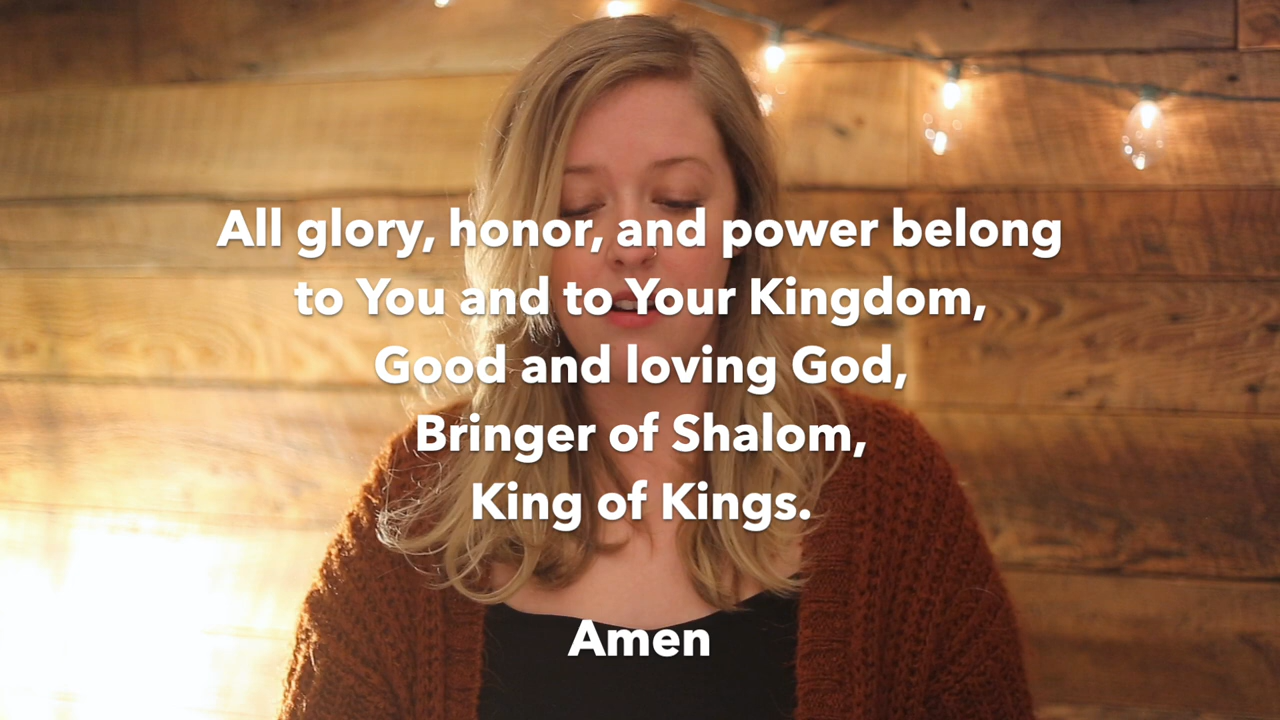 All glory, honor, and power belong
to You and to Your Kingdom,
Good and loving God,
Bringer of Shalom,
King of Kings.
Amen